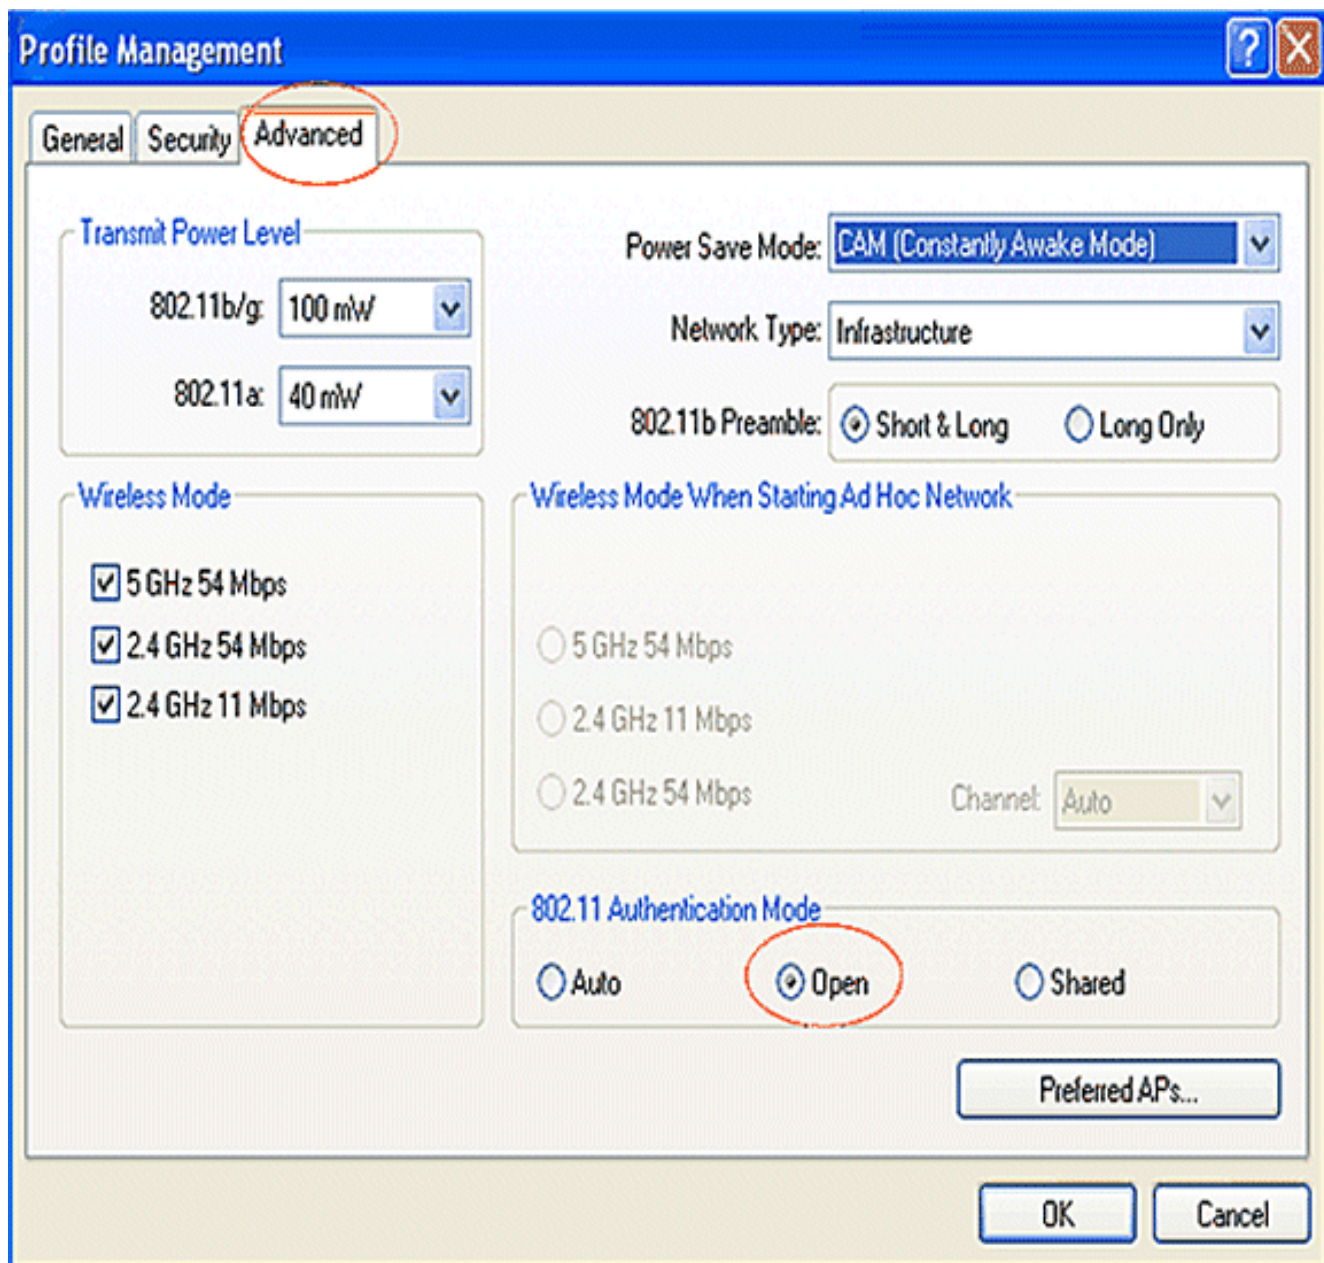 Profile Management
General Security Advanced
Transmit Power Level
802.11b/g: 100 mW
802.11a: 40 mW
Power Save Mode: CAM (Constantly Awake Mode)
Network Type: Infrastructure
802.11b Preamble: Short & Long Long Only
Wireless Mode
5 GHz 54 Mbps
2.4 GHz 54 Mbps
2.4 GHz 11 Mbps
Wireless Mode When Starting Ad Hoc Network
5 GHz 54 Mbps
2.4 GHz 11 Mbps
2.4 GHz 54 Mbps
Channel: Auto
802.11 Authentication Mode
Auto Open Shared
Preferred APs...
OK Cancel